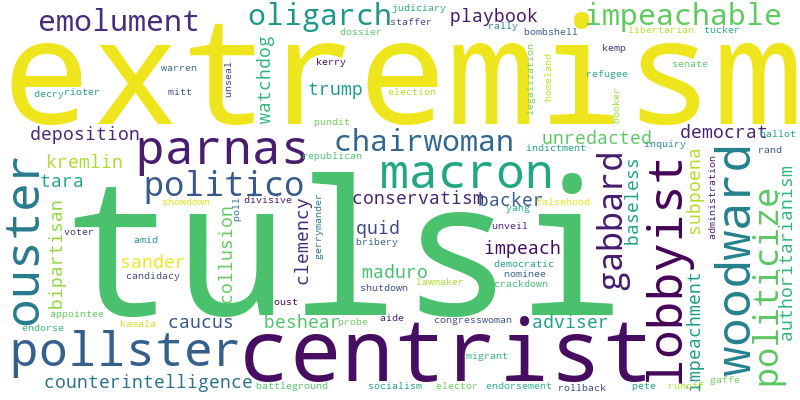 emolument
oligarch
judiciary
staffer
playbook
impeachable
dossier
rally
bombshell
libertarian
tucker
extremism
warren
kerry
kemp
senate
decry
rioter
mitt
unseal
watchdog
trump
election
legalization
homeland
refugee
booker
pundit
deposition
parnas
chairwoman
unredacted
democrat
ballot
indictment
inquiry
rand
kremlin
republican
macron
tara
politico
ouster
bipartisan
voter
showdown
divisive
poll
gerrymander
conservatism
backer
falsehood
yang
gabbard
baseless
lobbyist
subpoena
administration
woodward
politicize
authoritarianism
tulsi
amid
collusion
clemency
quid
bribery
unveil
impeach
sander
candidacy
maduro
democratic
nominee
crackdown
shutdown
lawmaker
oust
appointee
endorse
kamala
caucus
beshear
probe
aide
congresswoman
adviser
pollster
centrist
migrant
impeachment
counterintelligence
battleground
socialism
elector
endorsement
rollback
pete
runoff
gaffe